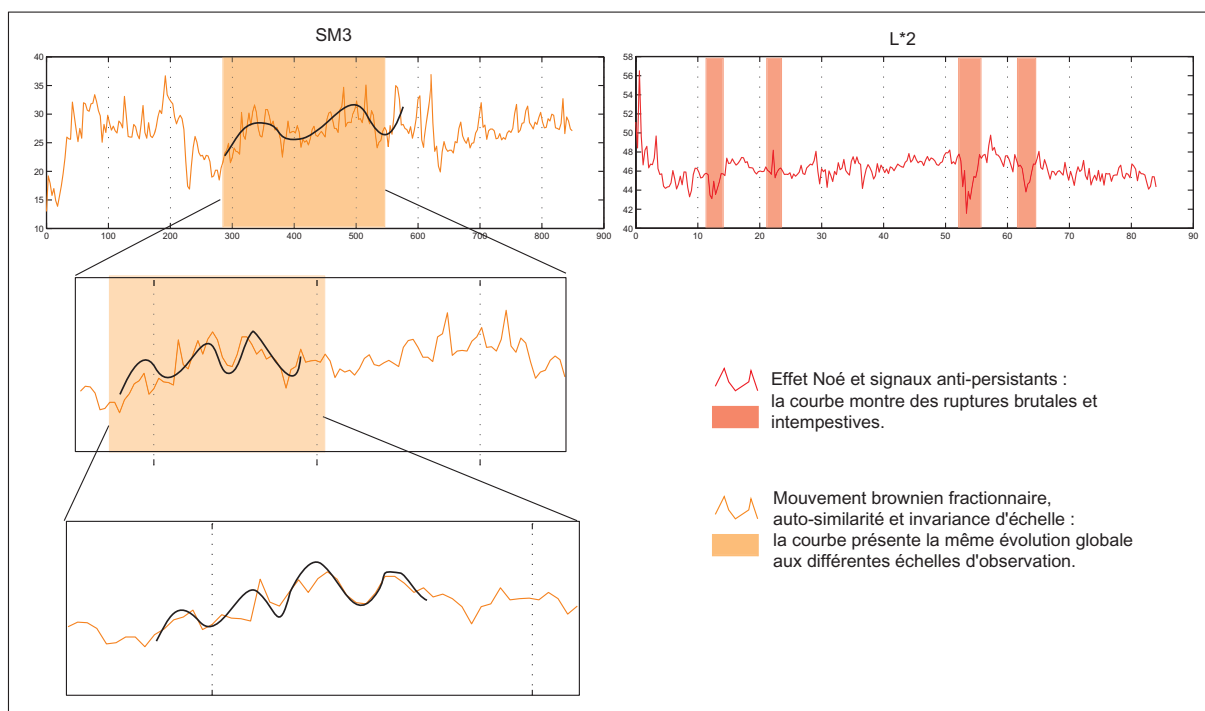 SM3
40
35
30
25
20
15
10
0 100 200 300 400 500 600 700 800 900
L*2
58
56
54
52
50
48
46
44
42
40
0 10 20 30 40 50 60 70 80 90
Effet Noé et signaux anti-persistants :
la courbe montre des ruptures brutales et
intempestives.
Mouvement brownien fractionnaire,
auto-similarité et invariance d'échelle :
la courbe présente la même évolution globale
aux différentes échelles d'observation.